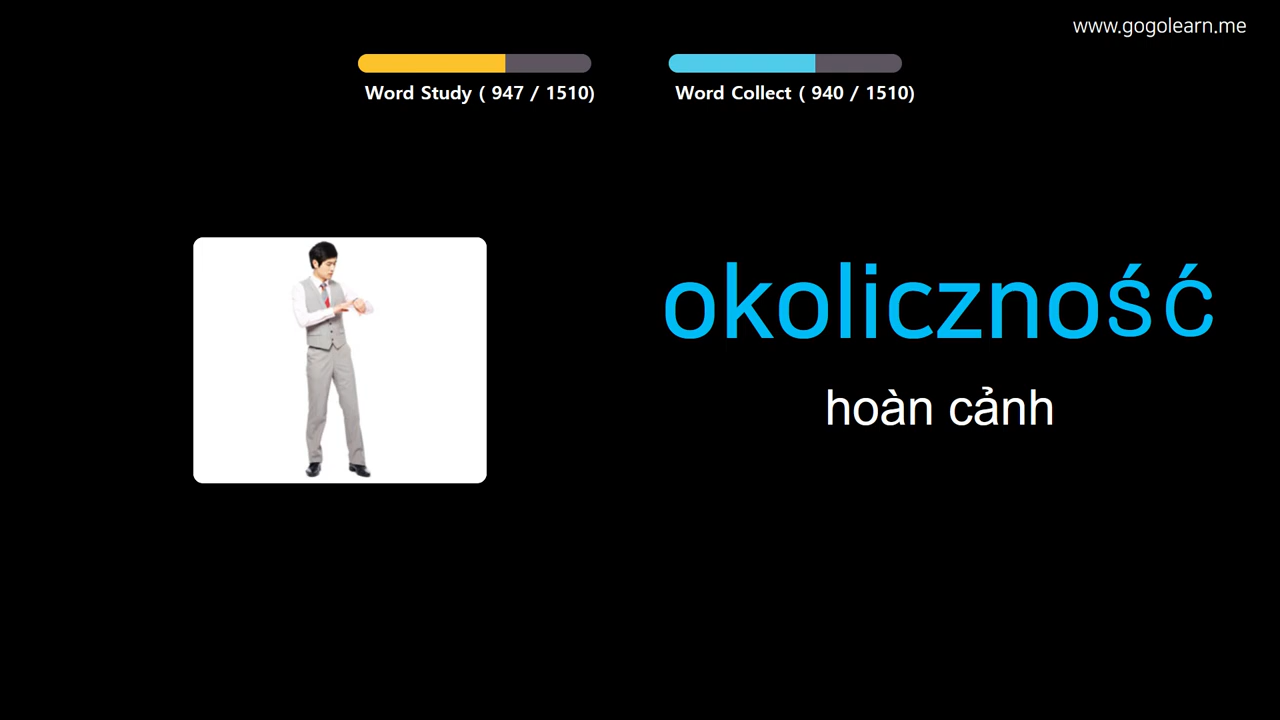 www.gogolearn.me
Word Study ( 947 / 1510)
Word Collect ( 940 / 1510)
okoliczność
hoàn cảnh